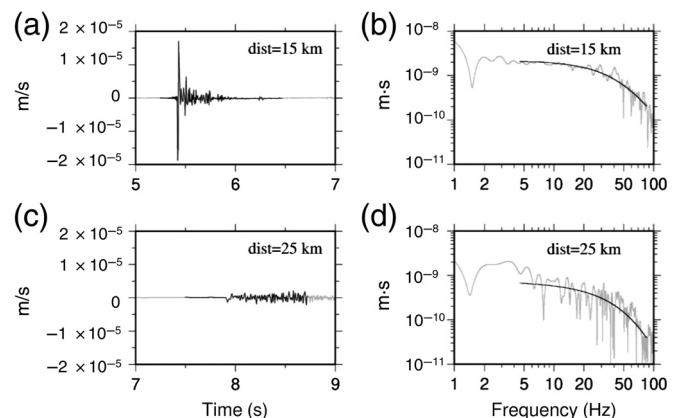 (a)
m/s
2 × 10⁻⁵
1 × 10⁻⁵
0
−1 × 10⁻⁵
−2 × 10⁻⁵
dist=15 km
5 6 7
(b)
m·s
10⁻⁸
10⁻⁹
10⁻¹⁰
10⁻¹¹
dist=15 km
1 2 5 10 20 50 100
(c)
m/s
2 × 10⁻⁵
1 × 10⁻⁵
0
−1 × 10⁻⁵
−2 × 10⁻⁵
dist=25 km
7 8 9
Time (s)
(d)
m·s
10⁻⁸
10⁻⁹
10⁻¹⁰
10⁻¹¹
dist=25 km
1 2 5 10 20 50 100
Frequency (Hz)